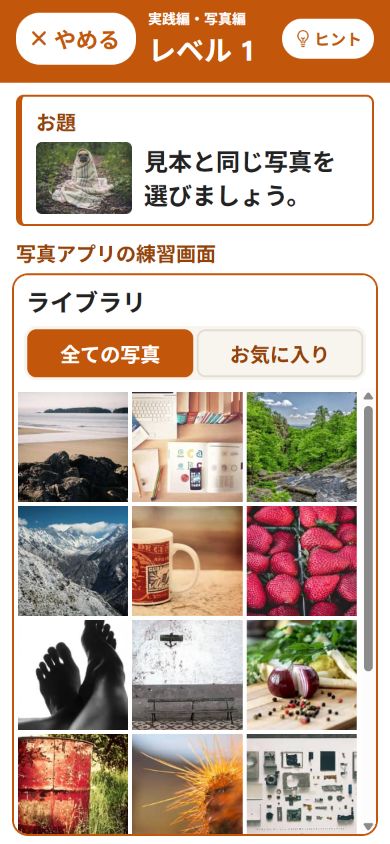 実践編・写真編
× やめる
レベル 1
ヒント
お題
見本と同じ写真を
選びましょう。
写真アプリの練習画面
ライブラリ
全ての写真
お気に入り